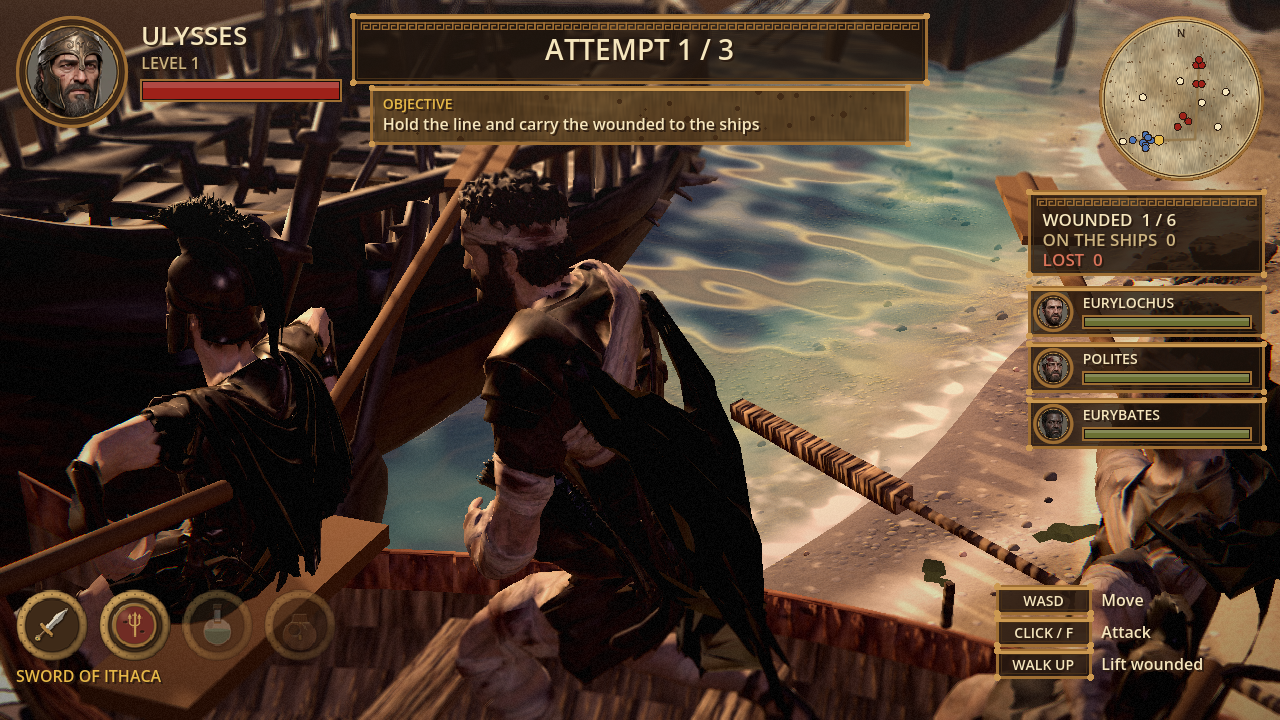 ULYSSES
LEVEL 1
ATTEMPT 1 / 3
OBJECTIVE
Hold the line and carry the wounded to the ships
N
WOUNDED 1 / 6
ON THE SHIPS 0
LOST 0
EURYLOCHUS
POLITES
EURYBATES
SWORD OF ITHACA
WASD Move
CLICK / F Attack
WALK UP Lift wounded